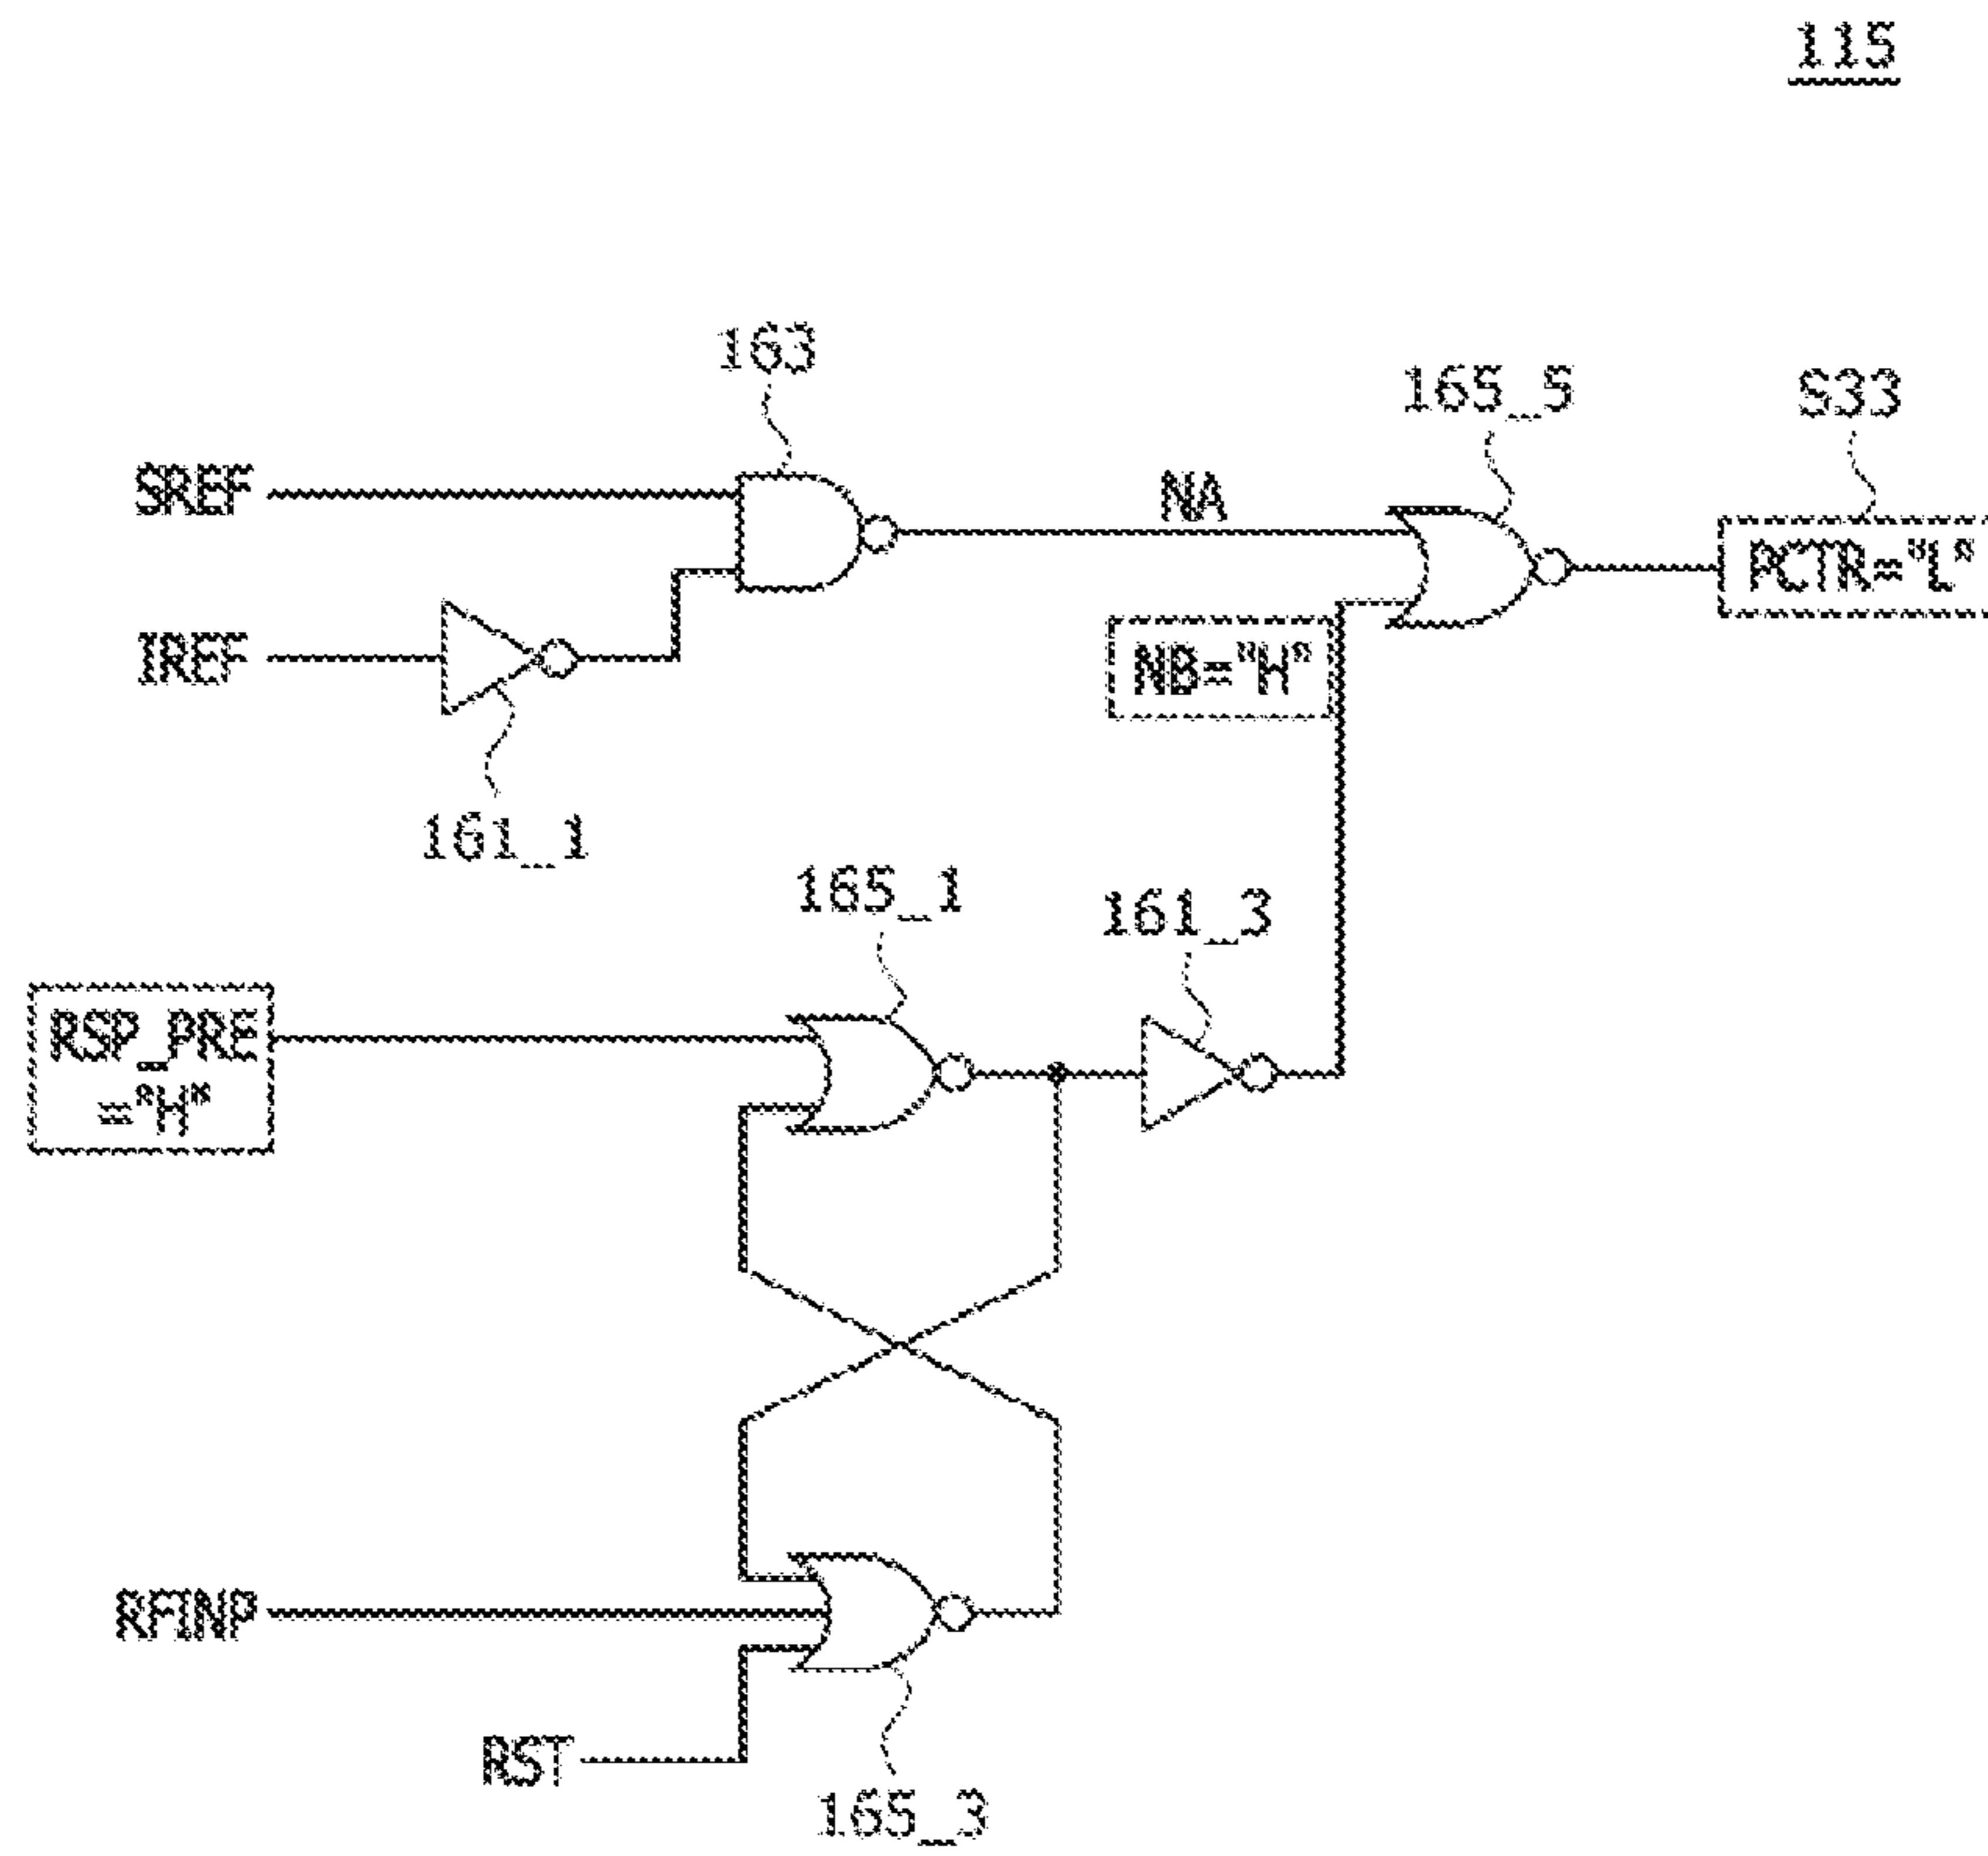 115
163
165_5
S33
SREF
NA
PCTR="L"
IREF
NB="H"
161_1
165_1
161_3
RSP_PRE
="H"
RFINP
RST
165_3